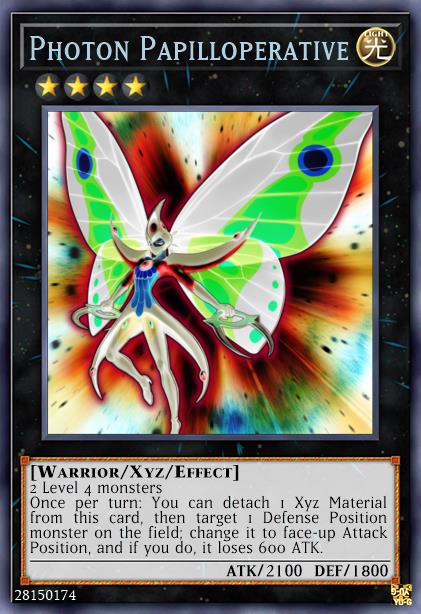 PHOTON PAPILLOPERATIVE
LIGHT
光
[WARRIOR/XYZ/EFFECT]
2 Level 4 monsters
Once per turn: You can detach 1 Xyz Material
from this card, then target 1 Defense Position
monster on the field; change it to face-up Attack
Position, and if you do, it loses 600 ATK.
ATK/2100 DEF/1800
28150174